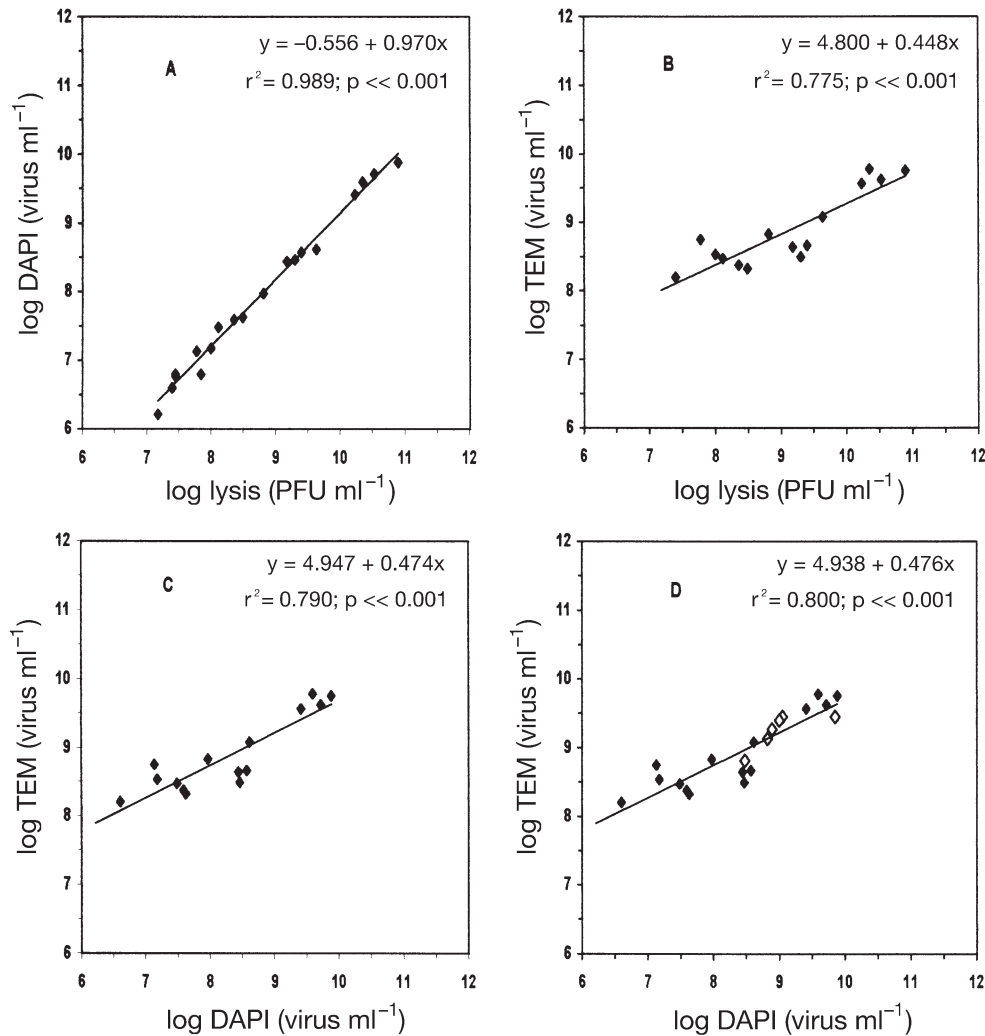 A
y = –0.556 + 0.970x
r²= 0.989; p << 0.001
12
11
10
9
8
7
6
log DAPI (virus ml⁻¹)
6 7 8 9 10 11 12
log lysis (PFU ml⁻¹)
B
y = 4.800 + 0.448x
r²= 0.775; p << 0.001
12
11
10
9
8
7
6
log TEM (virus ml⁻¹)
6 7 8 9 10 11 12
log lysis (PFU ml⁻¹)
C
y = 4.947 + 0.474x
r²= 0.790; p << 0.001
12
11
10
9
8
7
6
log TEM (virus ml⁻¹)
6 7 8 9 10 11 12
log DAPI (virus ml⁻¹)
D
y = 4.938 + 0.476x
r²= 0.800; p << 0.001
12
11
10
9
8
7
6
log TEM (virus ml⁻¹)
6 7 8 9 10 11 12
log DAPI (virus ml⁻¹)